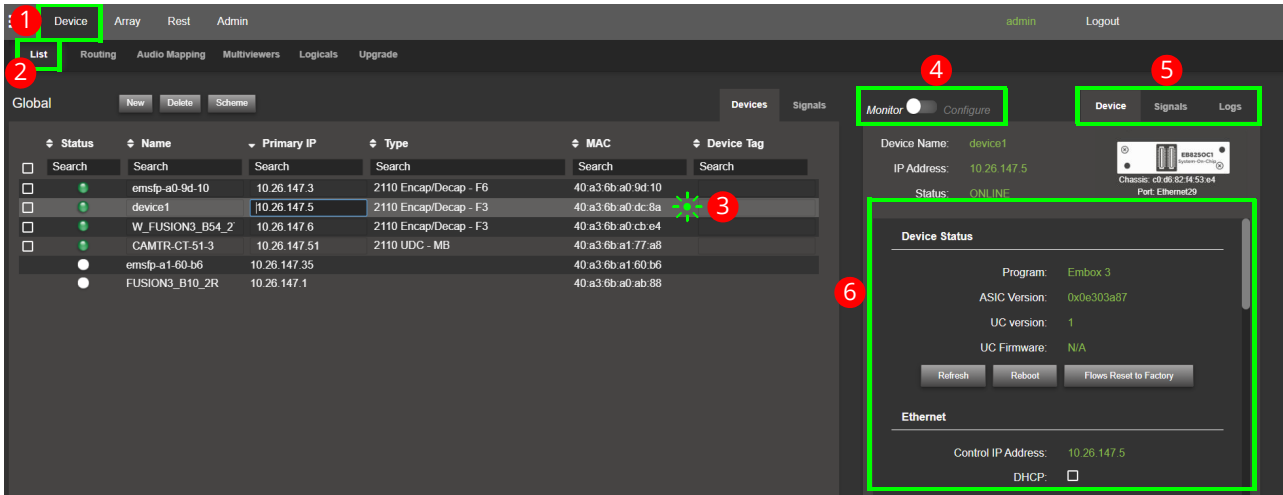 1 Device Array Rest Admin admin Logout
List Routing Audio Mapping Multiviewers Logicals Upgrade
2 4 5
Global New Delete Scheme Devices Signals Monitor Configure Device Signals Logs
Status Name Primary IP Type MAC Device Tag
Search Search Search Search Search Search
emsfp-a0-9d-10 10.26.147.3 2110 Encap/Decap - F6 40:a3:6b:a0:9d:10
device1 10.26.147.5 2110 Encap/Decap - F3 40:a3:6b:a0:dc:8a 3
W_FUSION3_B54_2 10.26.147.6 2110 Encap/Decap - F3 40:a3:6b:a0:cb:e4
CAMTR-CT-51-3 10.26.147.51 2110 UDC - MB 40:a3:6b:a1:77:a8
emsfp-a1-60-b6 10.26.147.35 40:a3:6b:a1:60:b6
FUSION3_B10_2R 10.26.147.1 40:a3:6b:a0:ab:88
Device Name: device1
IP Address: 10.26.147.5
Status: ONLINE
EB82SOC1
System-On-Chip
Chassis: c0:d6:82:f4:53:e4
Port: Ethernet29
6
Device Status
Program: Embox 3
ASIC Version: 0x0e303a87
UC version: 1
UC Firmware: N/A
Refresh Reboot Flows Reset to Factory
Ethernet
Control IP Address: 10.26.147.5
DHCP: